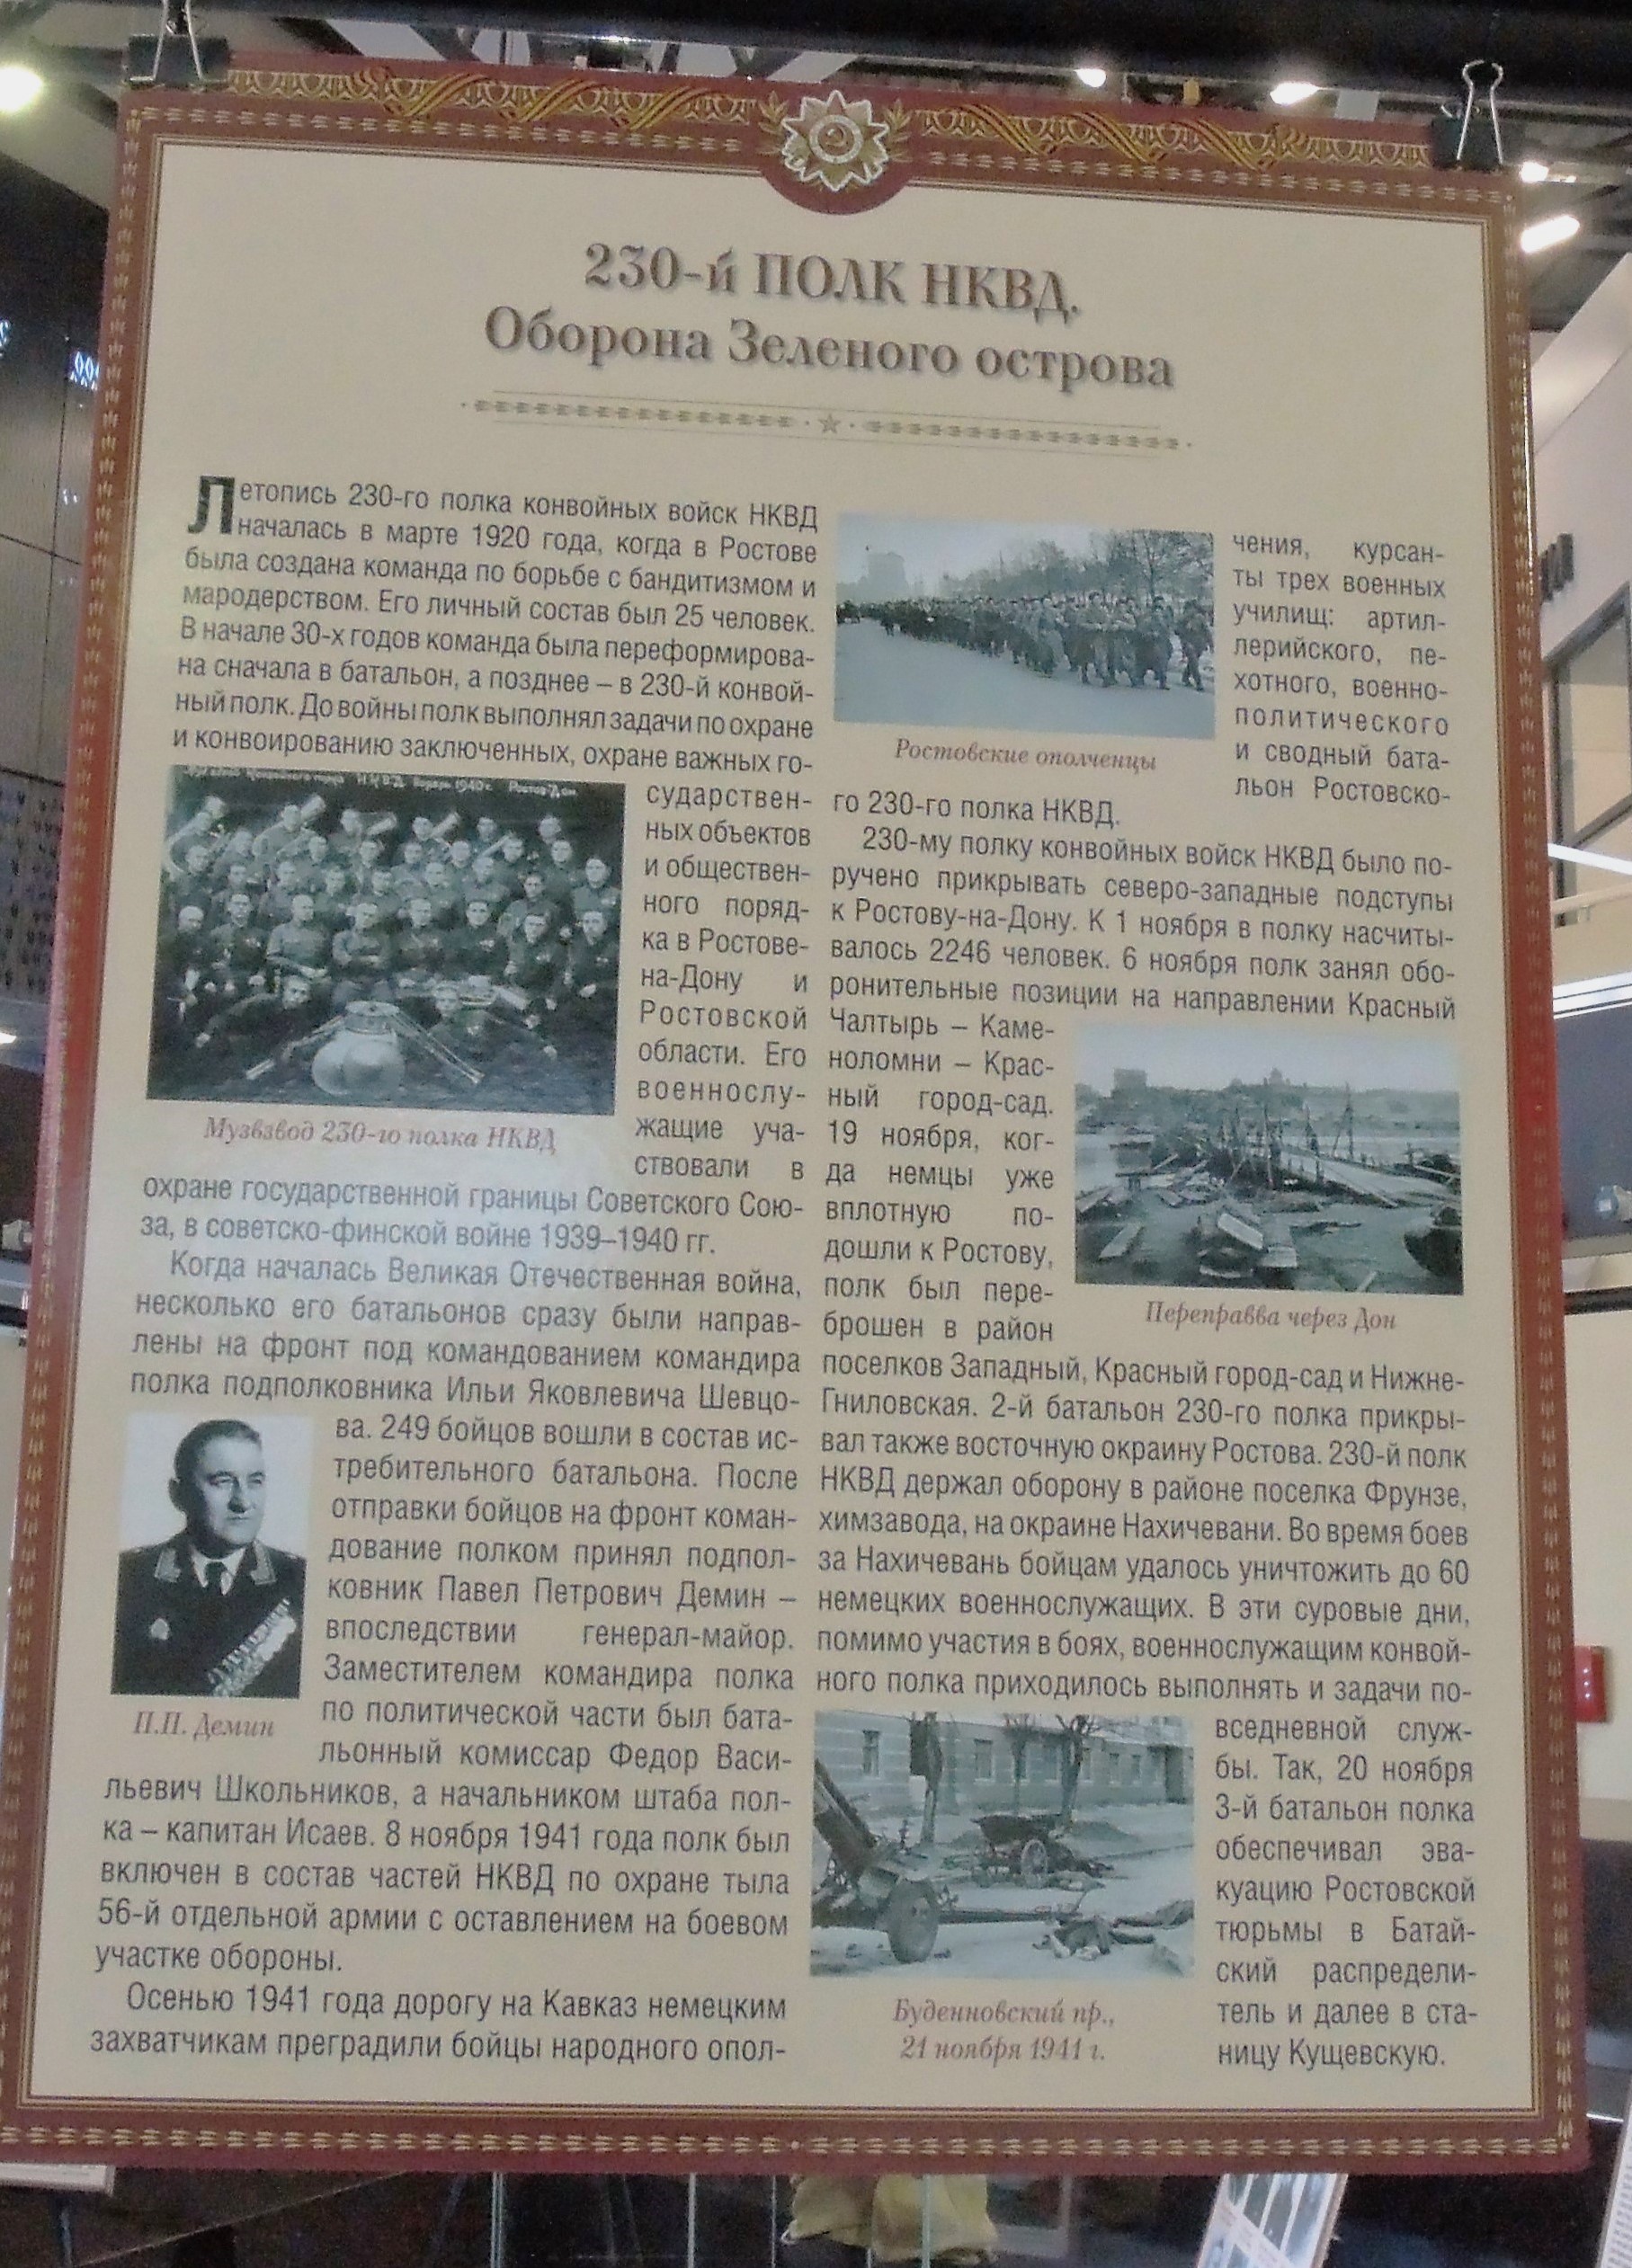 230-й ПОЛК НКВД.
Оборона Зеленого острова
Летопись 230-го полка конвойных войск НКВД
началась в марте 1920 года, когда в Ростове
была создана команда по борьбе с бандитизмом и
мародерством. Его личный состав был 25 человек.
В начале 30-х годов команда была переформирова-
на сначала в батальон, а позднее – в 230-й конвой-
ный полк. До войны полк выполнял задачи по охране
и конвоированию заключенных, охране важных го-
сударствен-
ных объектов
и обществен-
ного поряд-
ка в Ростове-
на-Дону и
Ростовской
области. Его
военнослу-
жащие уча-
ствовали в
Музвзвод 230-го полка НКВД
охране государственной границы Советского Сою-
за, в советско-финской войне 1939–1940 гг.
Когда началась Великая Отечественная война,
несколько его батальонов сразу были направ-
лены на фронт под командованием командира
полка подполковника Ильи Яковлевича Шевцо-
ва. 249 бойцов вошли в состав ис-
требительного батальона. После
отправки бойцов на фронт коман-
дование полком принял подпол-
ковник Павел Петрович Демин –
впоследствии генерал-майор.
Заместителем командира полка
по политической части был бата-
льонный комиссар Федор Васи-
П.П. Демин
льевич Школьников, а начальником штаба пол-
ка – капитан Исаев. 8 ноября 1941 года полк был
включен в состав частей НКВД по охране тыла
56-й отдельной армии с оставлением на боевом
участке обороны.
Осенью 1941 года дорогу на Кавказ немецким
захватчикам преградили бойцы народного опол-
чения, курсан-
ты трех военных
училищ: артил-
лерийского, пе-
хотного, военно-
политического
и сводный бата-
льон Ростовско-
Ростовские ополченцы
го 230-го полка НКВД.
230-му полку конвойных войск НКВД было по-
ручено прикрывать северо-западные подступы
к Ростову-на-Дону. К 1 ноября в полку насчиты-
валось 2246 человек. 6 ноября полк занял обо-
ронительные позиции на направлении Красный
Чалтырь – Каме-
ноломни – Крас-
ный город-сад.
19 ноября, ког-
да немцы уже
вплотную по-
дошли к Ростову,
полк был пере-
брошен в район
Переправва через Дон
поселков Западный, Красный город-сад и Нижне-
Гниловская. 2-й батальон 230-го полка прикры-
вал также восточную окраину Ростова. 230-й полк
НКВД держал оборону в районе поселка Фрунзе,
химзавода, на окраине Нахичевани. Во время боев
за Нахичевань бойцам удалось уничтожить до 60
немецких военнослужащих. В эти суровые дни,
помимо участия в боях, военнослужащим конвой-
ного полка приходилось выполнять и задачи по-
вседневной служ-
бы. Так, 20 ноября
3-й батальон полка
обеспечивал эва-
куацию Ростовской
тюрьмы в Батай-
ский распредели-
тель и далее в ста-
ницу Кущевскую.
Буденновский пр.,
21 ноября 1941 г.